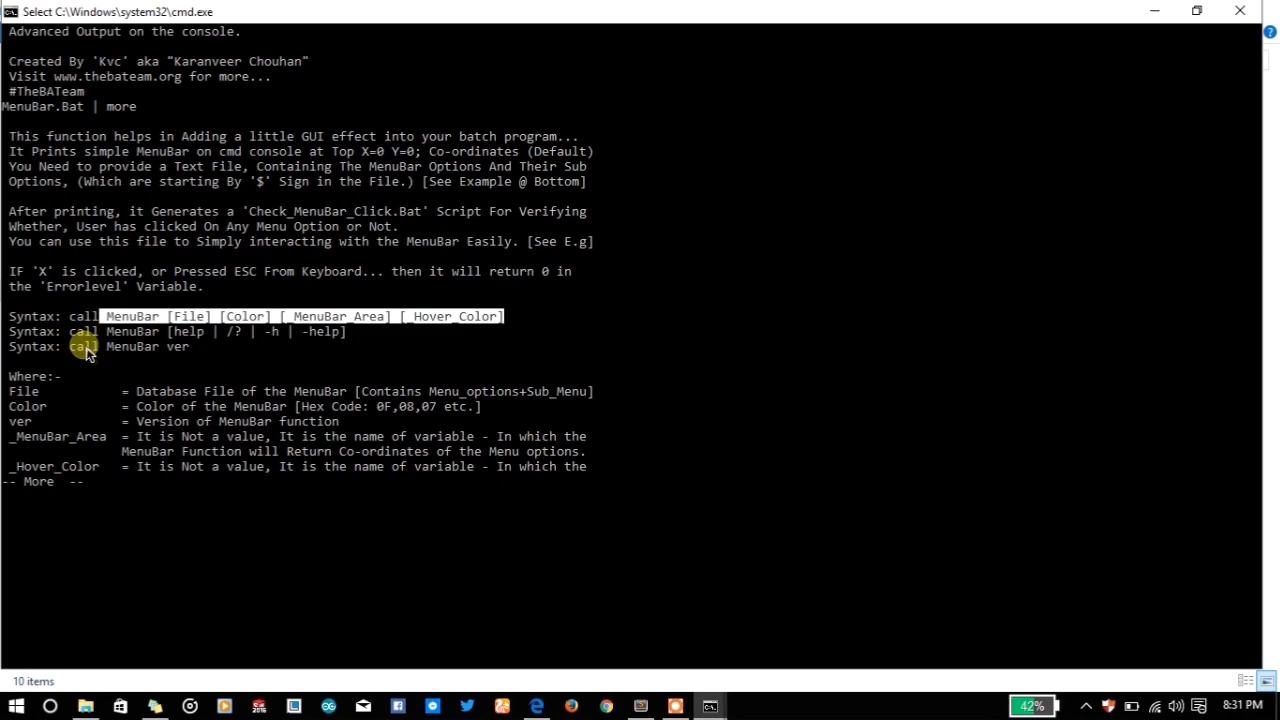 Select C:\Windows\system32\cmd.exe
Advanced Output on the console.
Created By 'Kvc' aka "Karanveer Chouhan"
Visit www.thebateam.org for more...
#TheBATeam
MenuBar.Bat | more
This function helps in Adding a little GUI effect into your batch program...
It Prints simple MenuBar on cmd console at Top X=0 Y=0; Co-ordinates (Default)
You Need to provide a Text File, Containing The MenuBar Options And Their Sub
Options, (Which are starting By '$' Sign in the File.) [See Example @ Bottom]
After printing, it Generates a 'Check_MenuBar_Click.Bat' Script For Verifying
Whether, User has clicked On Any Menu Option or Not.
You can use this file to Simply interacting with the MenuBar Easily. [See E.g]
IF 'X' is clicked, or Pressed ESC From Keyboard... then it will return 0 in
the 'Errorlevel' Variable.
Syntax: call MenuBar [File] [Color] [_MenuBar_Area] [_Hover_Color]
Syntax: call MenuBar [help | /? | -h | -help]
Syntax: call MenuBar ver
Where:-
File = Database File of the MenuBar [Contains Menu_options+Sub_Menu]
Color = Color of the MenuBar [Hex Code: 0F,08,07 etc.]
ver = Version of MenuBar function
_MenuBar_Area = It is Not a value, It is the name of variable - In which the
MenuBar Function will Return Co-ordinates of the Menu options.
_Hover_Color = It is Not a value, It is the name of variable - In which the
-- More --
10 items
42%
8:31 PM